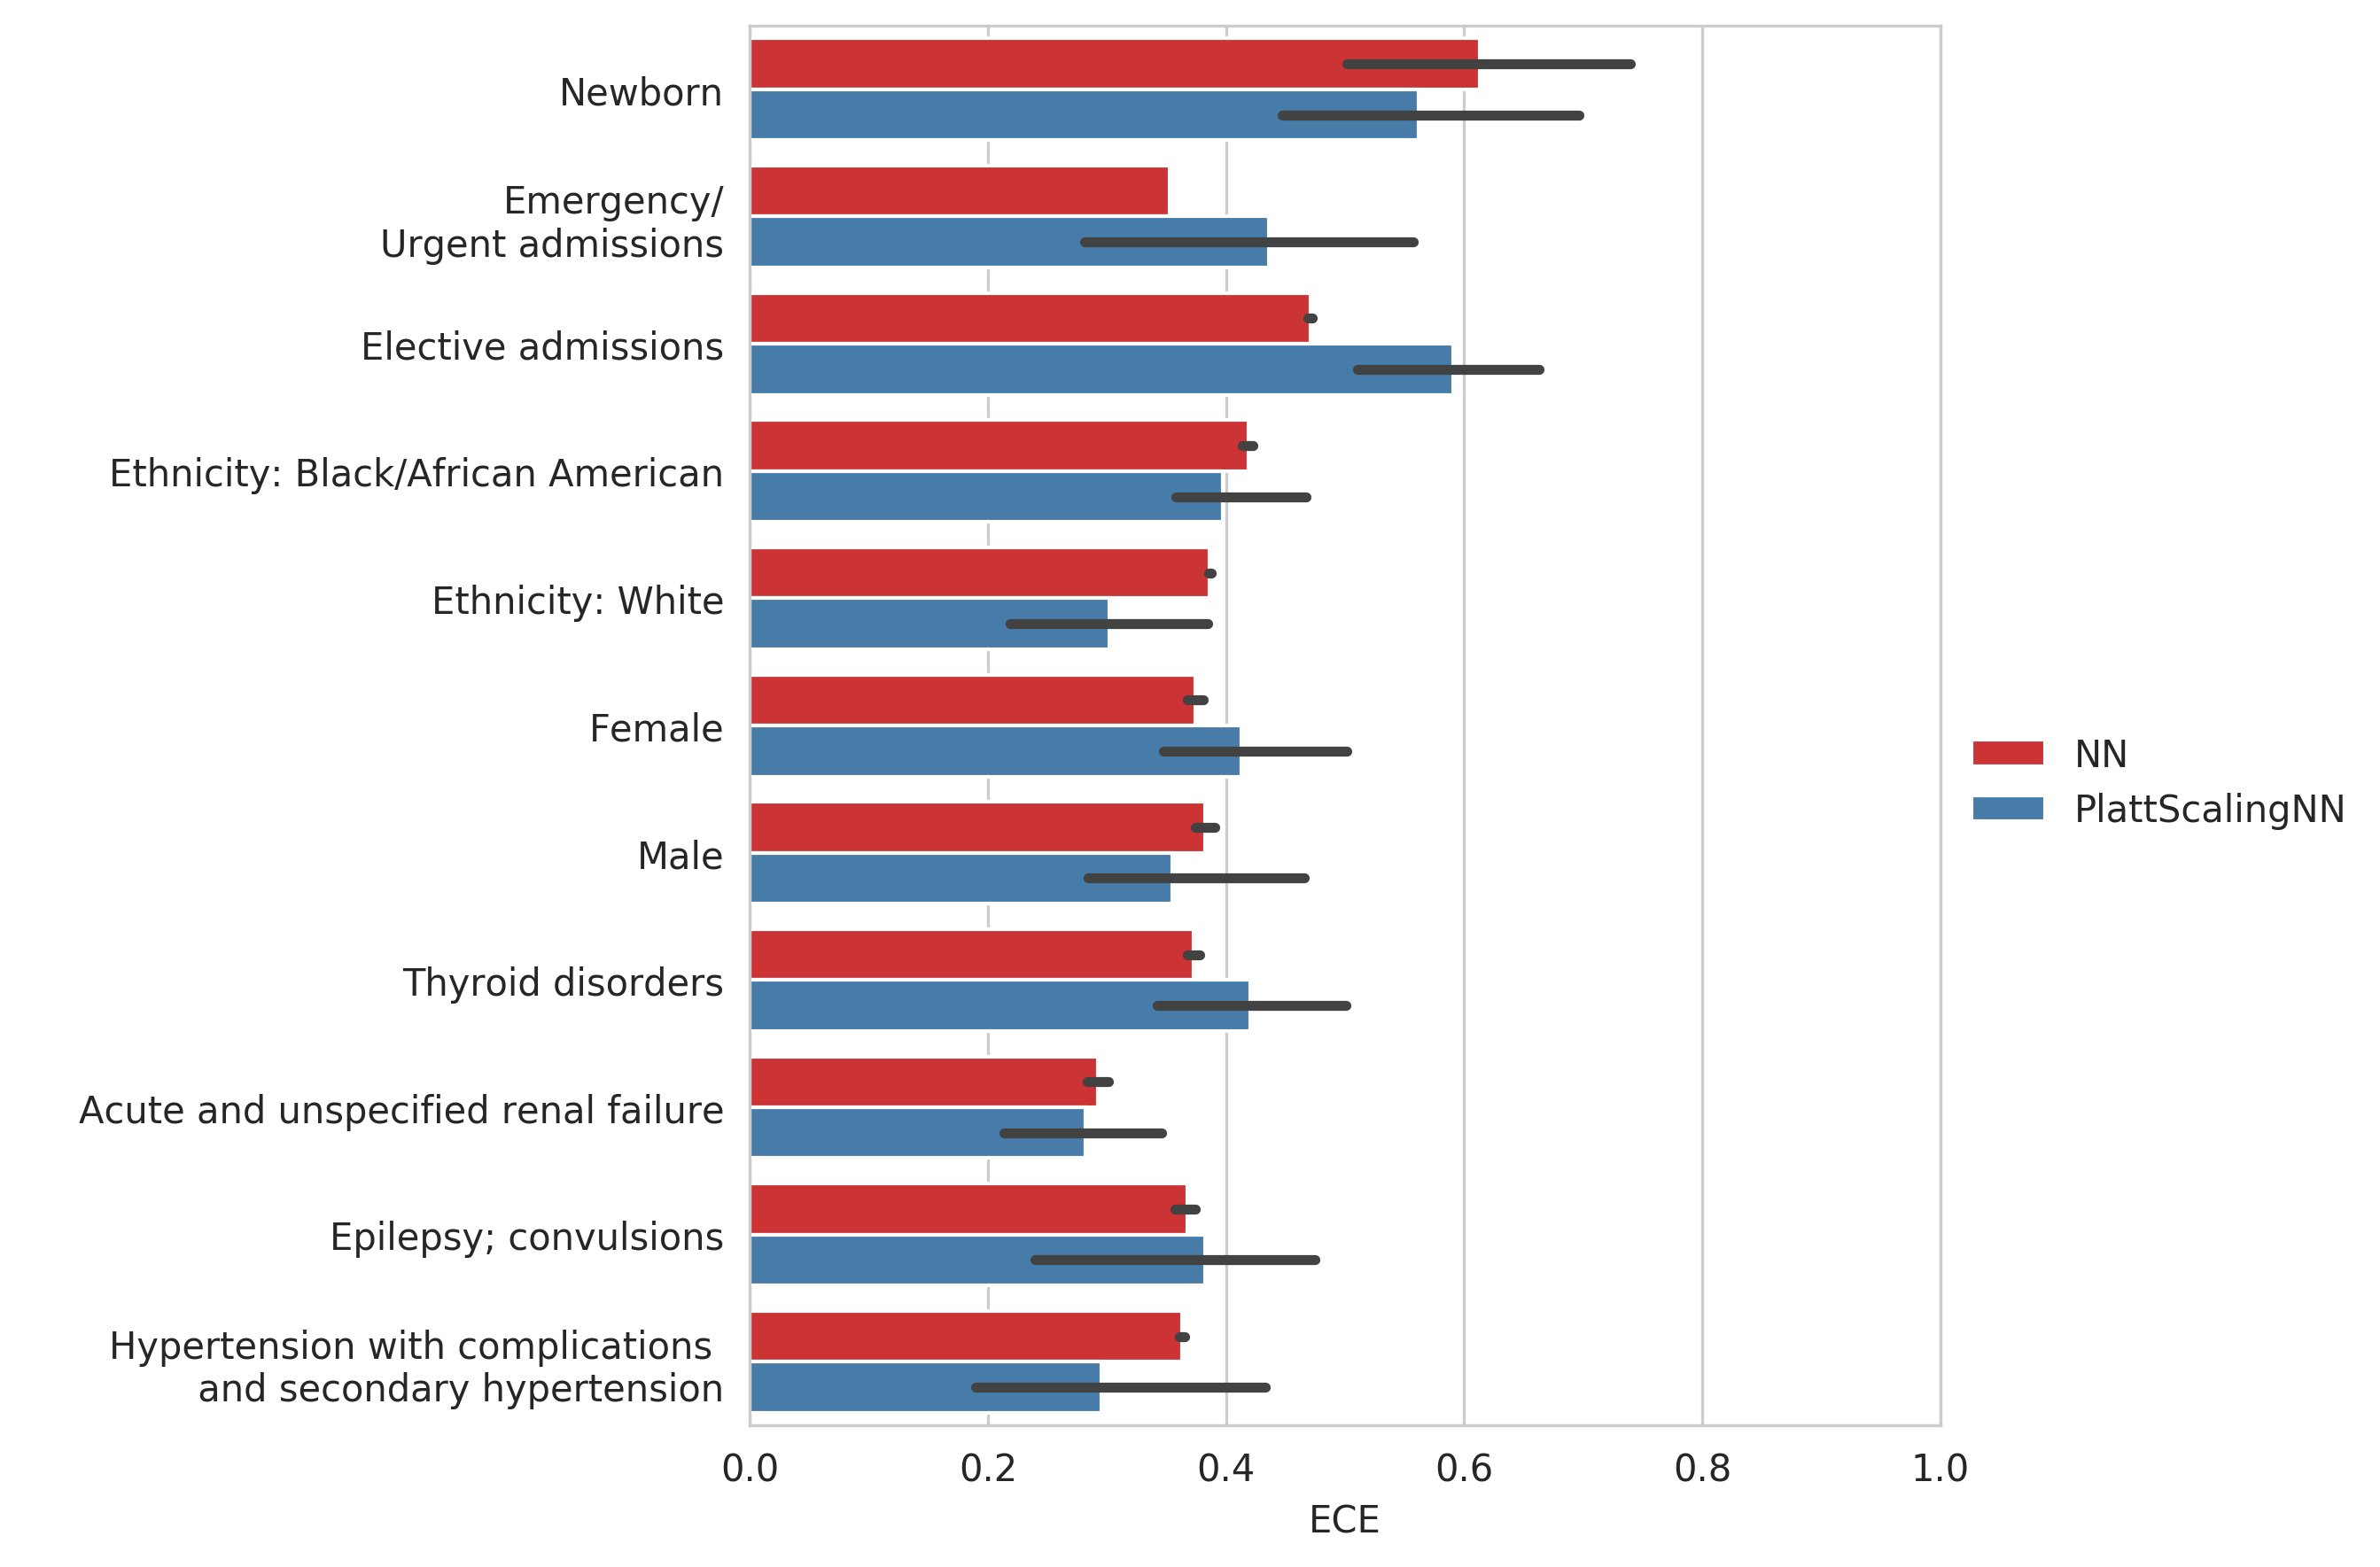 Newborn
Emergency/
Urgent admissions
Elective admissions
Ethnicity: Black/African American
Ethnicity: White
Female
Male
Thyroid disorders
Acute and unspecified renal failure
Epilepsy; convulsions
Hypertension with complications
and secondary hypertension
0.0 0.2 0.4 0.6 0.8 1.0
ECE
NN
PlattScalingNN